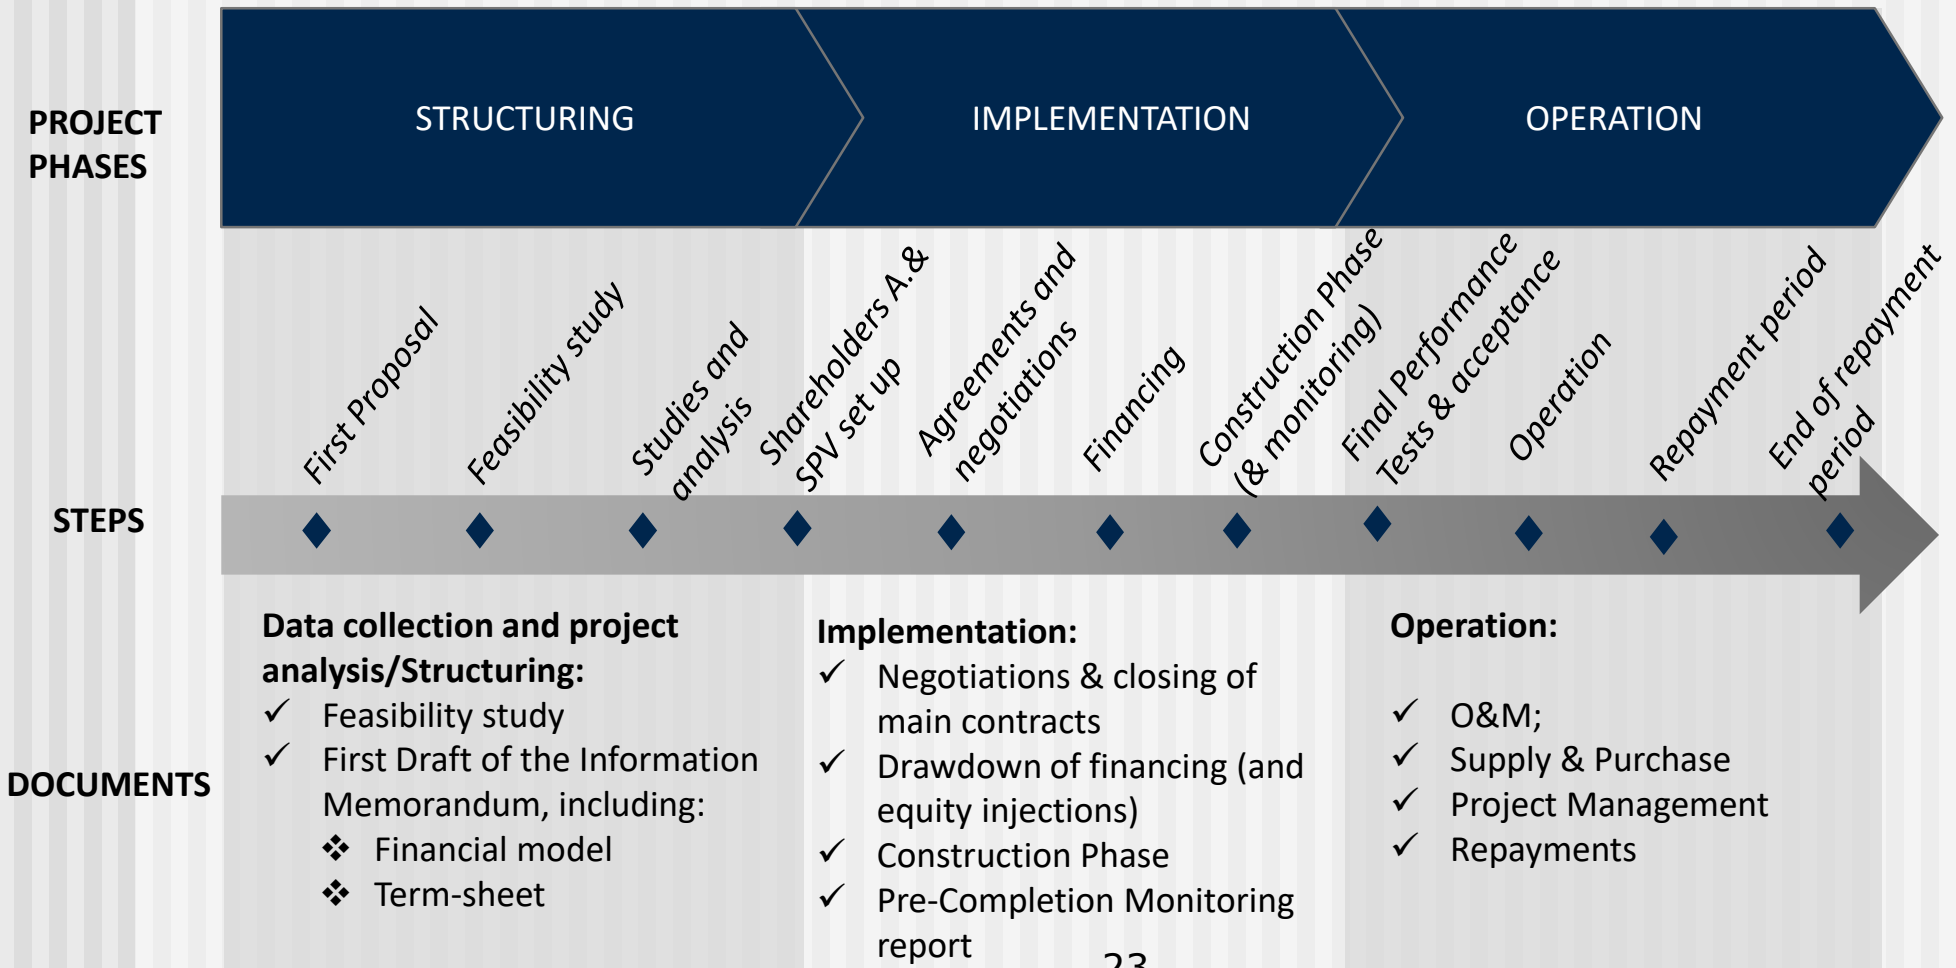 PROJECT
PHASES
STRUCTURING
IMPLEMENTATION
OPERATION
STEPS
First Proposal
Feasibility study
Studies and
analysis
Shareholders A.&
SPV set up
Agreements and
negotiations
Financing
Construction Phase
(& monitoring)
Final Performance
Tests & acceptance
Operation
Repayment period
End of repayment
period
DOCUMENTS
Data collection and project
analysis/Structuring:
✓ Feasibility study
✓ First Draft of the Information
Memorandum, including:
❖ Financial model
❖ Term-sheet
Implementation:
✓ Negotiations & closing of
main contracts
✓ Drawdown of financing (and
equity injections)
✓ Construction Phase
✓ Pre-Completion Monitoring
report
Operation:
✓ O&M;
✓ Supply & Purchase
✓ Project Management
✓ Repayments
23